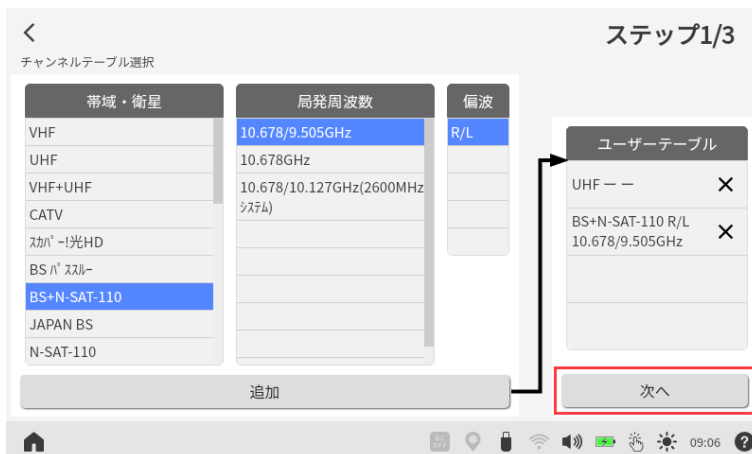 ステップ1/3
チャンネルテーブル選択
帯域・衛星
VHF
UHF
VHF+UHF
CATV
ｽｶﾊﾟｰ!光HD
BS ﾊﾟｽｽﾙｰ
BS+N-SAT-110
JAPAN BS
N-SAT-110
局発周波数
10.678/9.505GHz
10.678GHz
10.678/10.127GHz(2600MHz
ｼｽﾃﾑ)
偏波
R/L
追加
ユーザーテーブル
UHF ー ー
BS+N-SAT-110 R/L
10.678/9.505GHz
次へ
DC
OFF
09:06
?